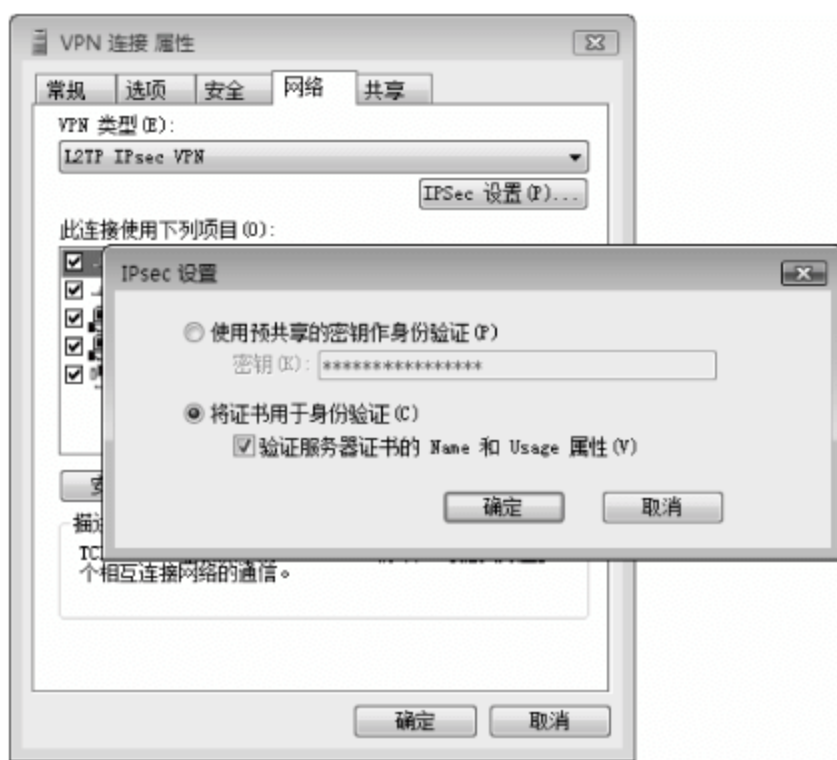 VPN 连接 属性
常规 选项 安全 网络 共享
VPN 类型(E):
L2TP IPsec VPN
IPSec 设置(P)...
此连接使用下列项目(O):
IPsec 设置
使用预共享的密钥作身份验证(P)
密钥(K): ****************
将证书用于身份验证(C)
验证服务器证书的 Name 和 Usage 属性(V)
确定 取消
描述
TC
个相互连接网络的通信。
确定 取消